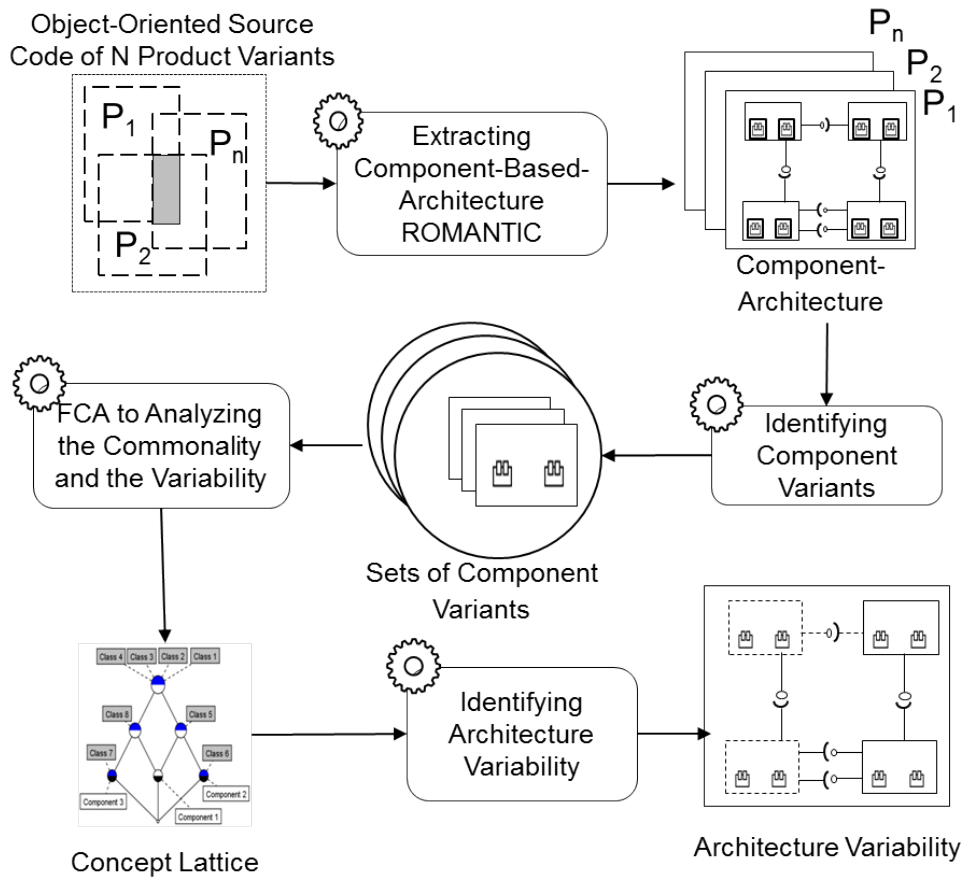 Object-Oriented Source
Code of N Product Variants
P1
Pn
P2
Extracting
Component-Based-
Architecture
ROMANTIC
Pn
P2
P1
Component-
Architecture
Identifying
Component
Variants
Sets of Component
Variants
FCA to Analyzing
the Commonality
and the Variability
Class 4 Class 3 Class 2 Class 1
Class 8 Class 5
Class 7 Class 6
Component 3 Component 2
Component 1
Concept Lattice
Identifying
Architecture
Variability
Architecture Variability